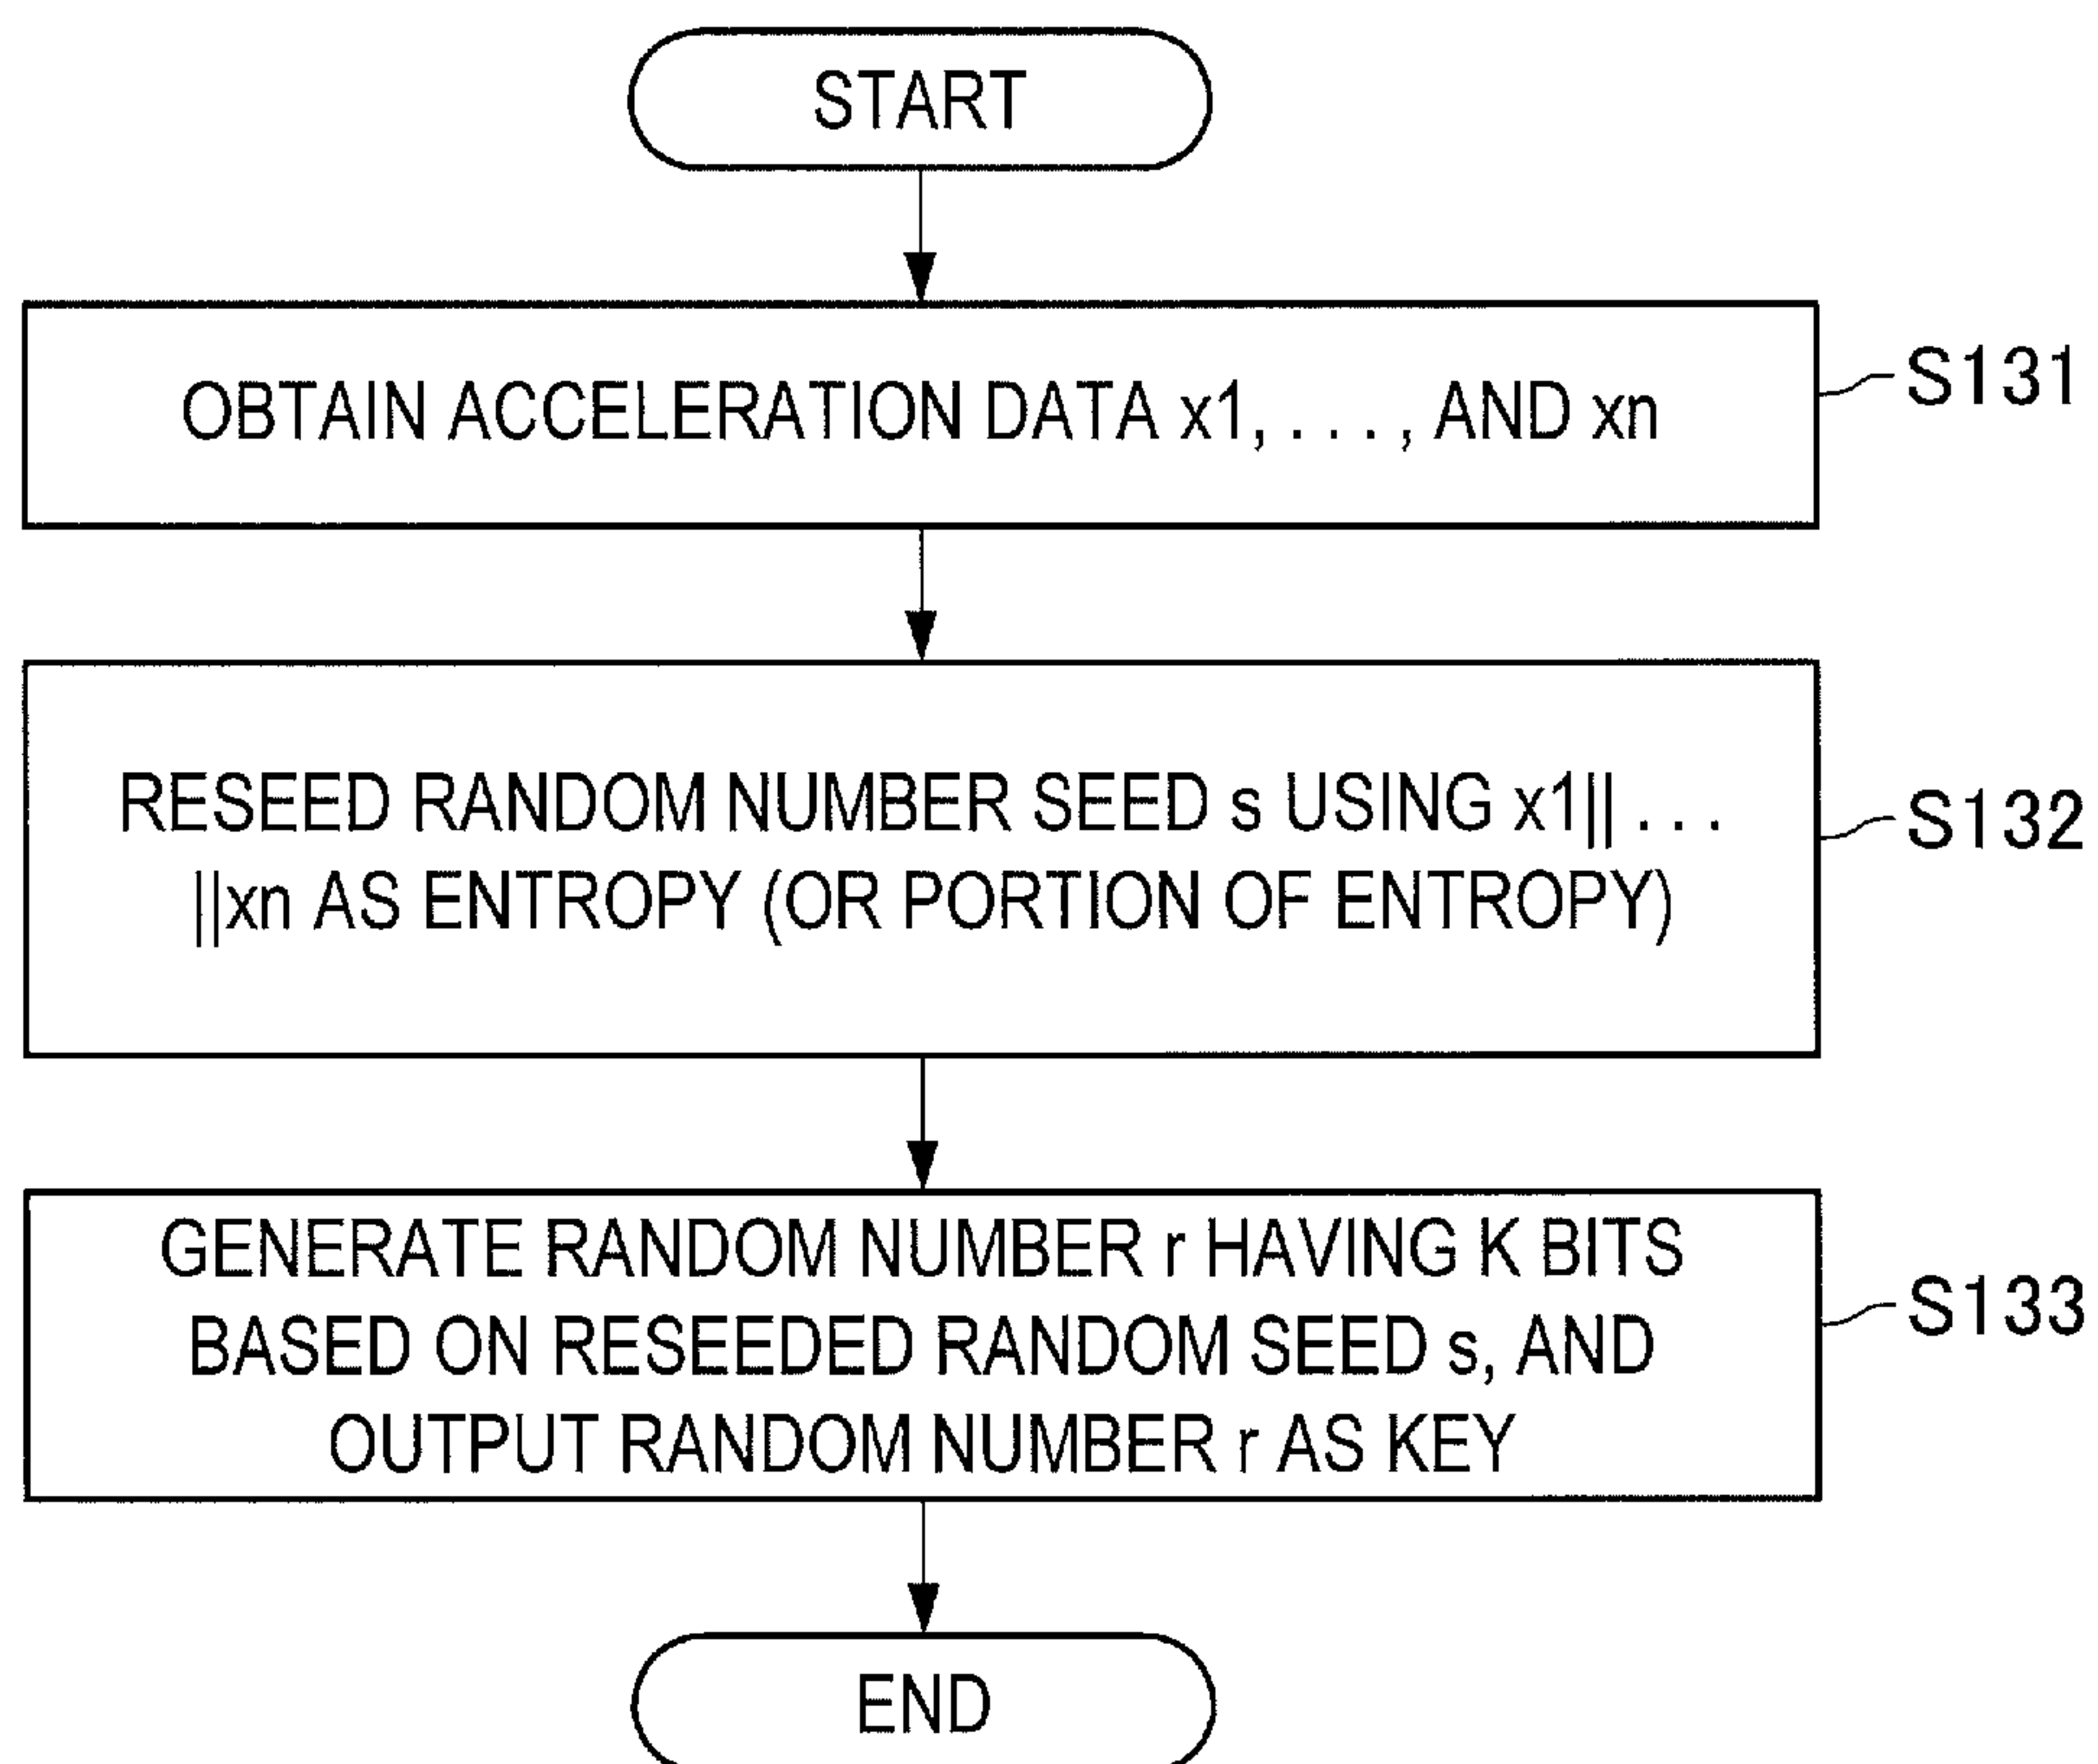 START
OBTAIN ACCELERATION DATA x1, . . . , AND xn
S131
RESEED RANDOM NUMBER SEED s USING x1|| . . .
||xn AS ENTROPY (OR PORTION OF ENTROPY)
S132
GENERATE RANDOM NUMBER r HAVING K BITS
BASED ON RESEEDED RANDOM SEED s, AND
OUTPUT RANDOM NUMBER r AS KEY
S133
END